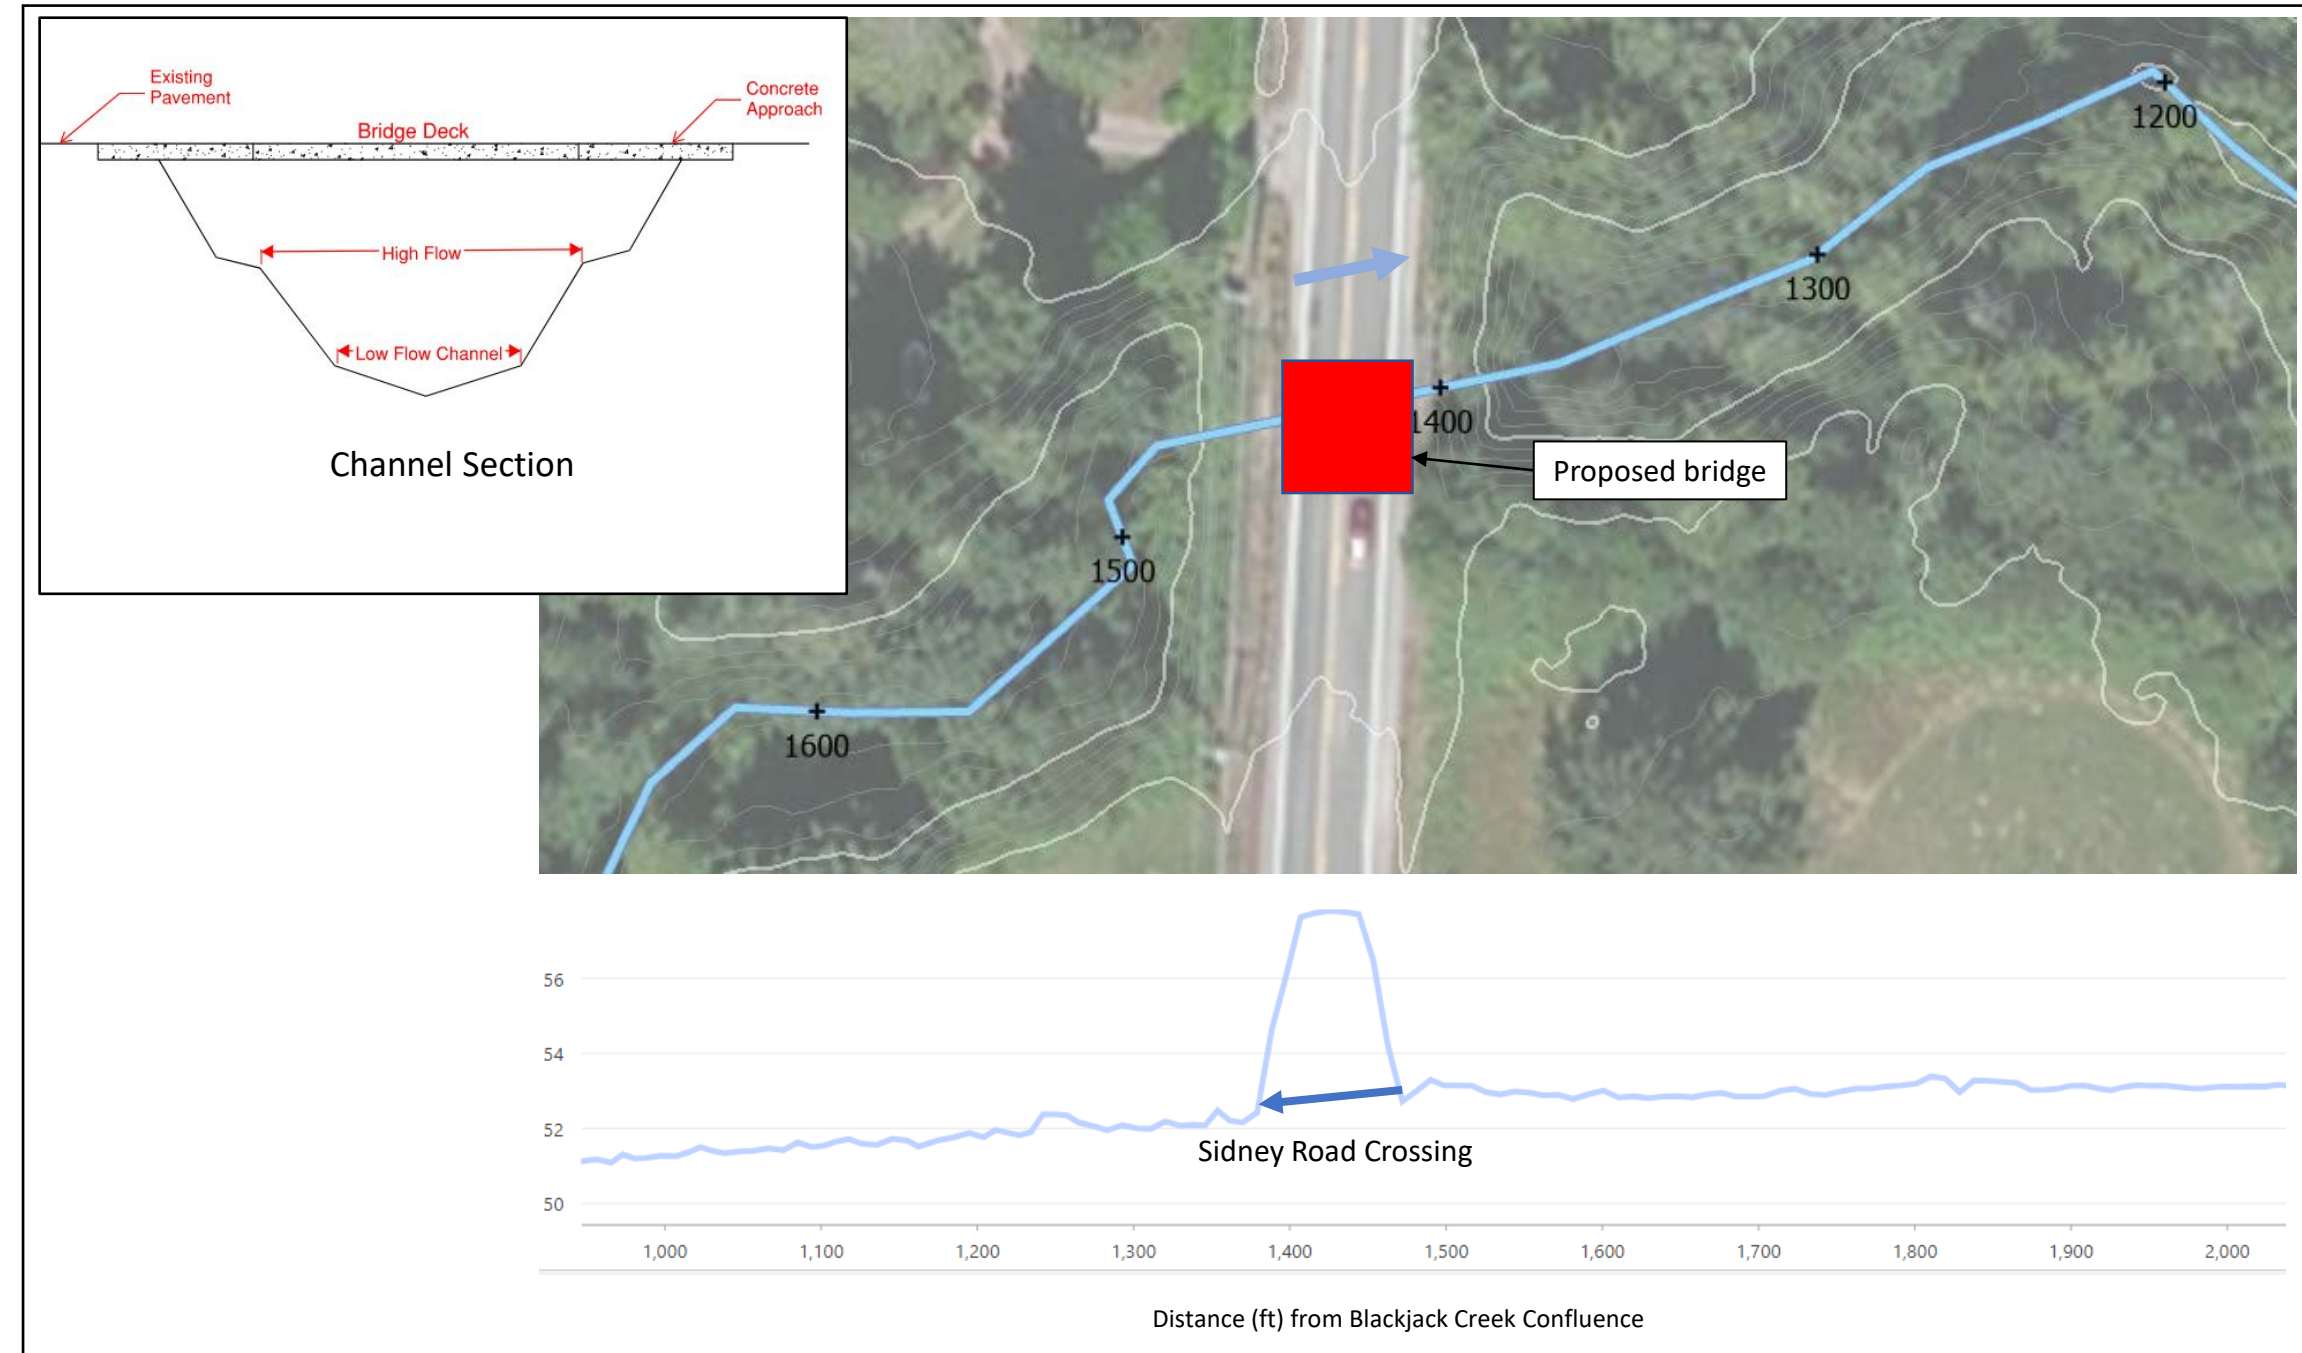 Existing
Pavement
Concrete
Approach
Bridge Deck
High Flow
Low Flow Channel
Channel Section
1200
1300
1400
Proposed bridge
1500
1600
56
54
52
50
Sidney Road Crossing
1,000 1,100 1,200 1,300 1,400 1,500 1,600 1,700 1,800 1,900 2,000
Distance (ft) from Blackjack Creek Confluence